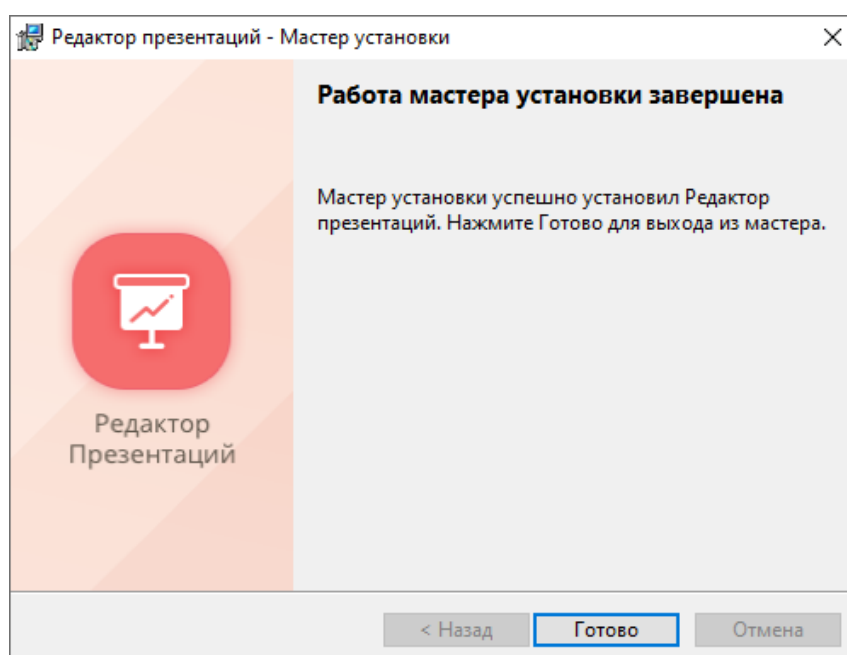 Редактор презентаций - Мастер установки
Работа мастера установки завершена
Мастер установки успешно установил Редактор
презентаций. Нажмите Готово для выхода из мастера.
Редактор
Презентаций
< Назад
Готово
Отмена